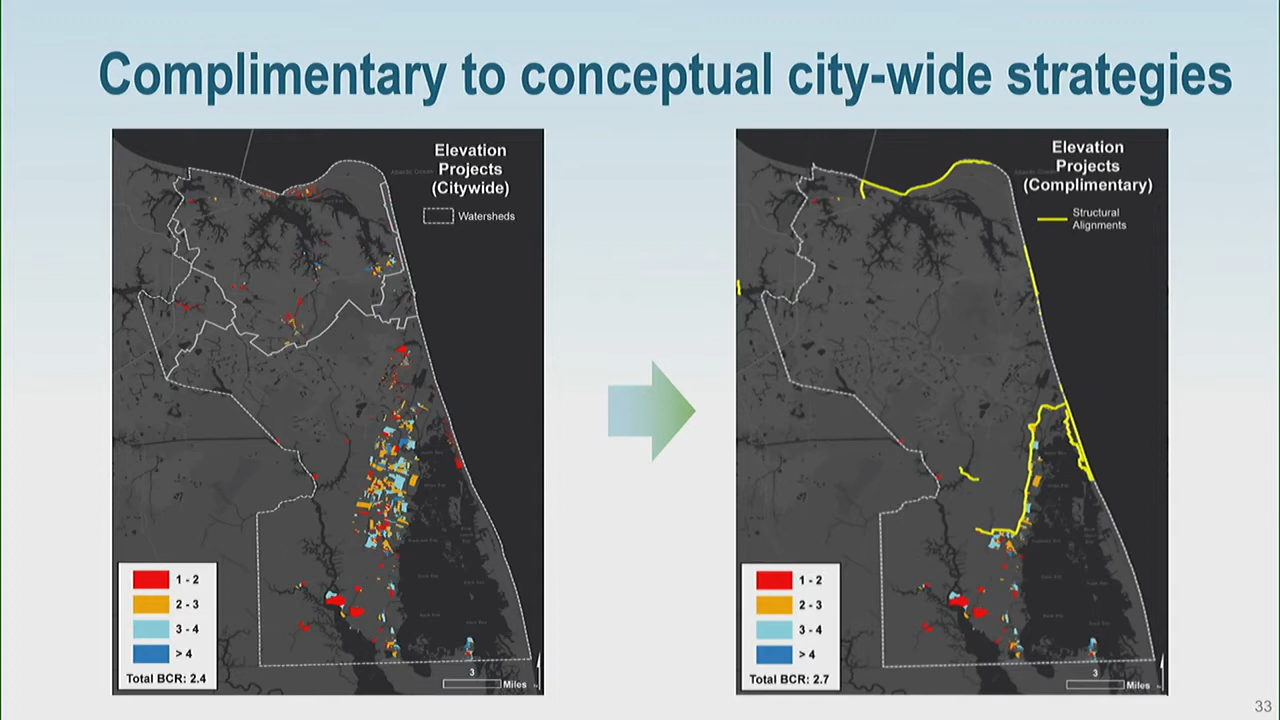 Complimentary to conceptual city-wide strategies
Elevation
Projects
(Citywide)
Atlantic Ocean
Watersheds
1 - 2
2 - 3
3 - 4
> 4
Total BCR: 2.4
3
Miles
Elevation
Projects
(Complimentary)
Structural
Alignments
1 - 2
2 - 3
3 - 4
> 4
Total BCR: 2.7
3
Miles
33